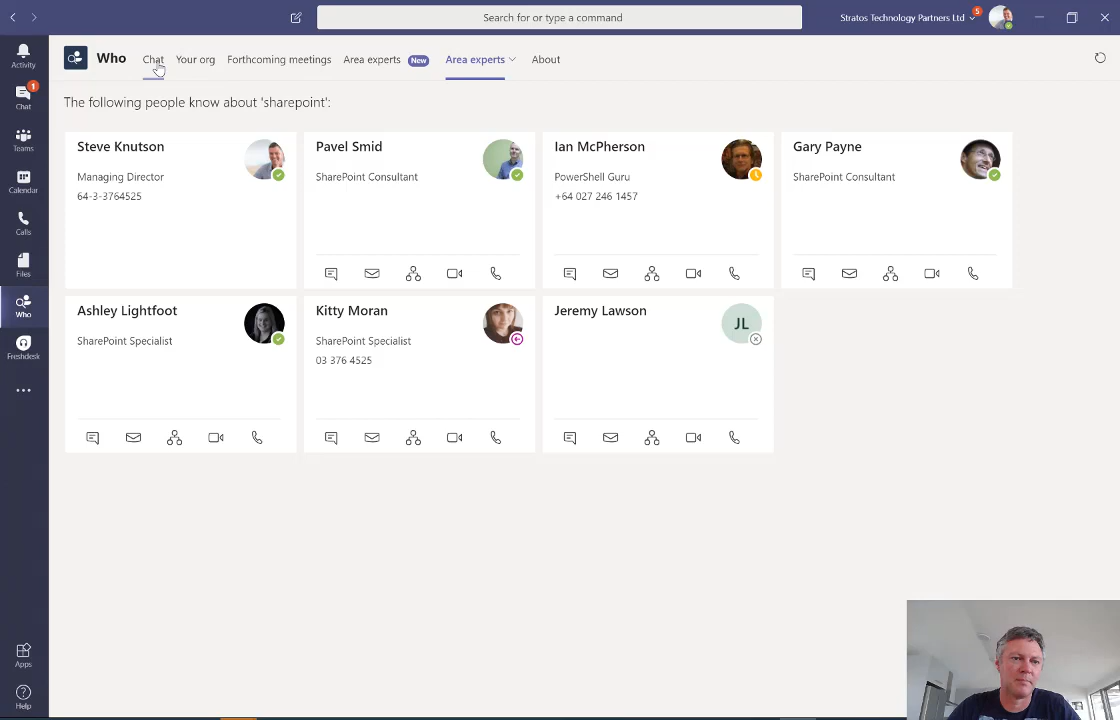 Search for or type a command
Stratos Technology Partners Ltd
5
Activity
1
Chat
Teams
Calendar
Calls
Files
Who
Freshdesk
Apps
Help
Who
Chat
Your org
Forthcoming meetings
Area experts New
Area experts
About
The following people know about 'sharepoint':
Steve Knutson
Managing Director
64-3-3764525
Pavel Smid
SharePoint Consultant
Ian McPherson
PowerShell Guru
+64 027 246 1457
Gary Payne
SharePoint Consultant
Ashley Lightfoot
SharePoint Specialist
Kitty Moran
SharePoint Specialist
03 376 4525
Jeremy Lawson
JL